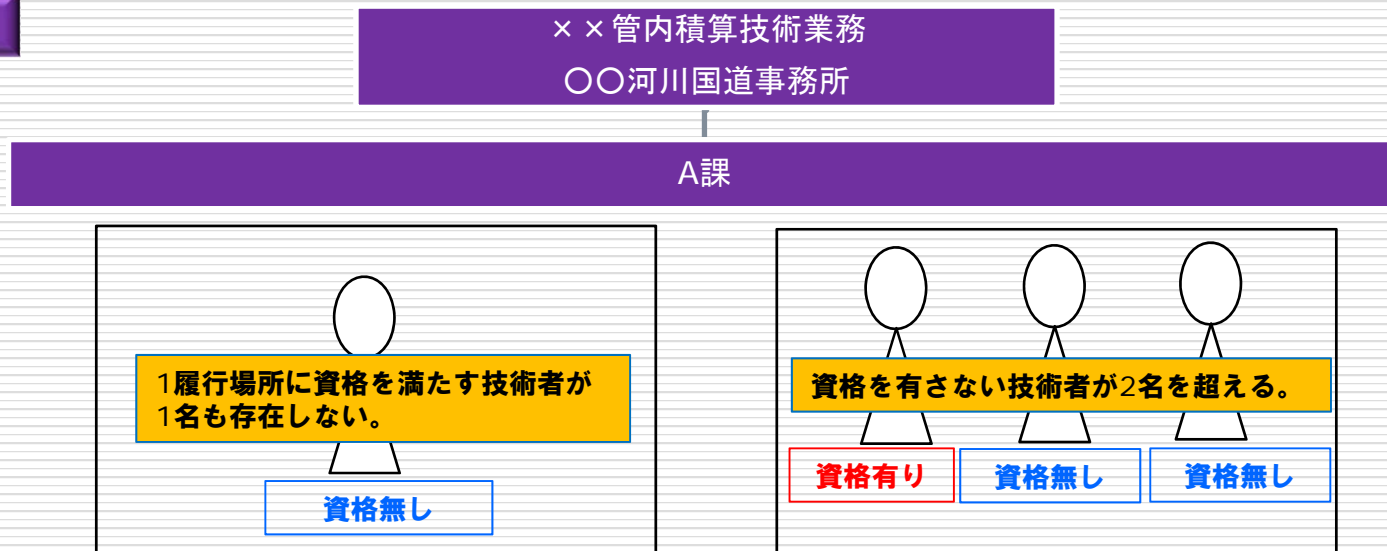 ××管内積算技術業務
〇〇河川国道事務所
A課
1履行場所に資格を満たす技術者が
1名も存在しない。
資格無し
資格を有さない技術者が2名を超える。
資格有り
資格無し
資格無し